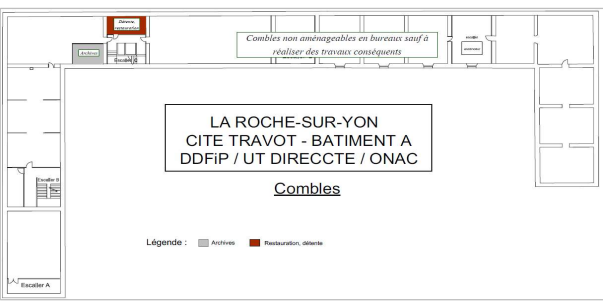 Détente,
restauration
Combles non aménageables en bureaux sauf à
réaliser des travaux conséquents
Archives
Escalier C
LA ROCHE-SUR-YON
CITE TRAVOT - BATIMENT A
DDFiP / UT DIRECCTE / ONAC
Combles
Escalier B
Légende :
Archives
Restauration, détente
Escalier A